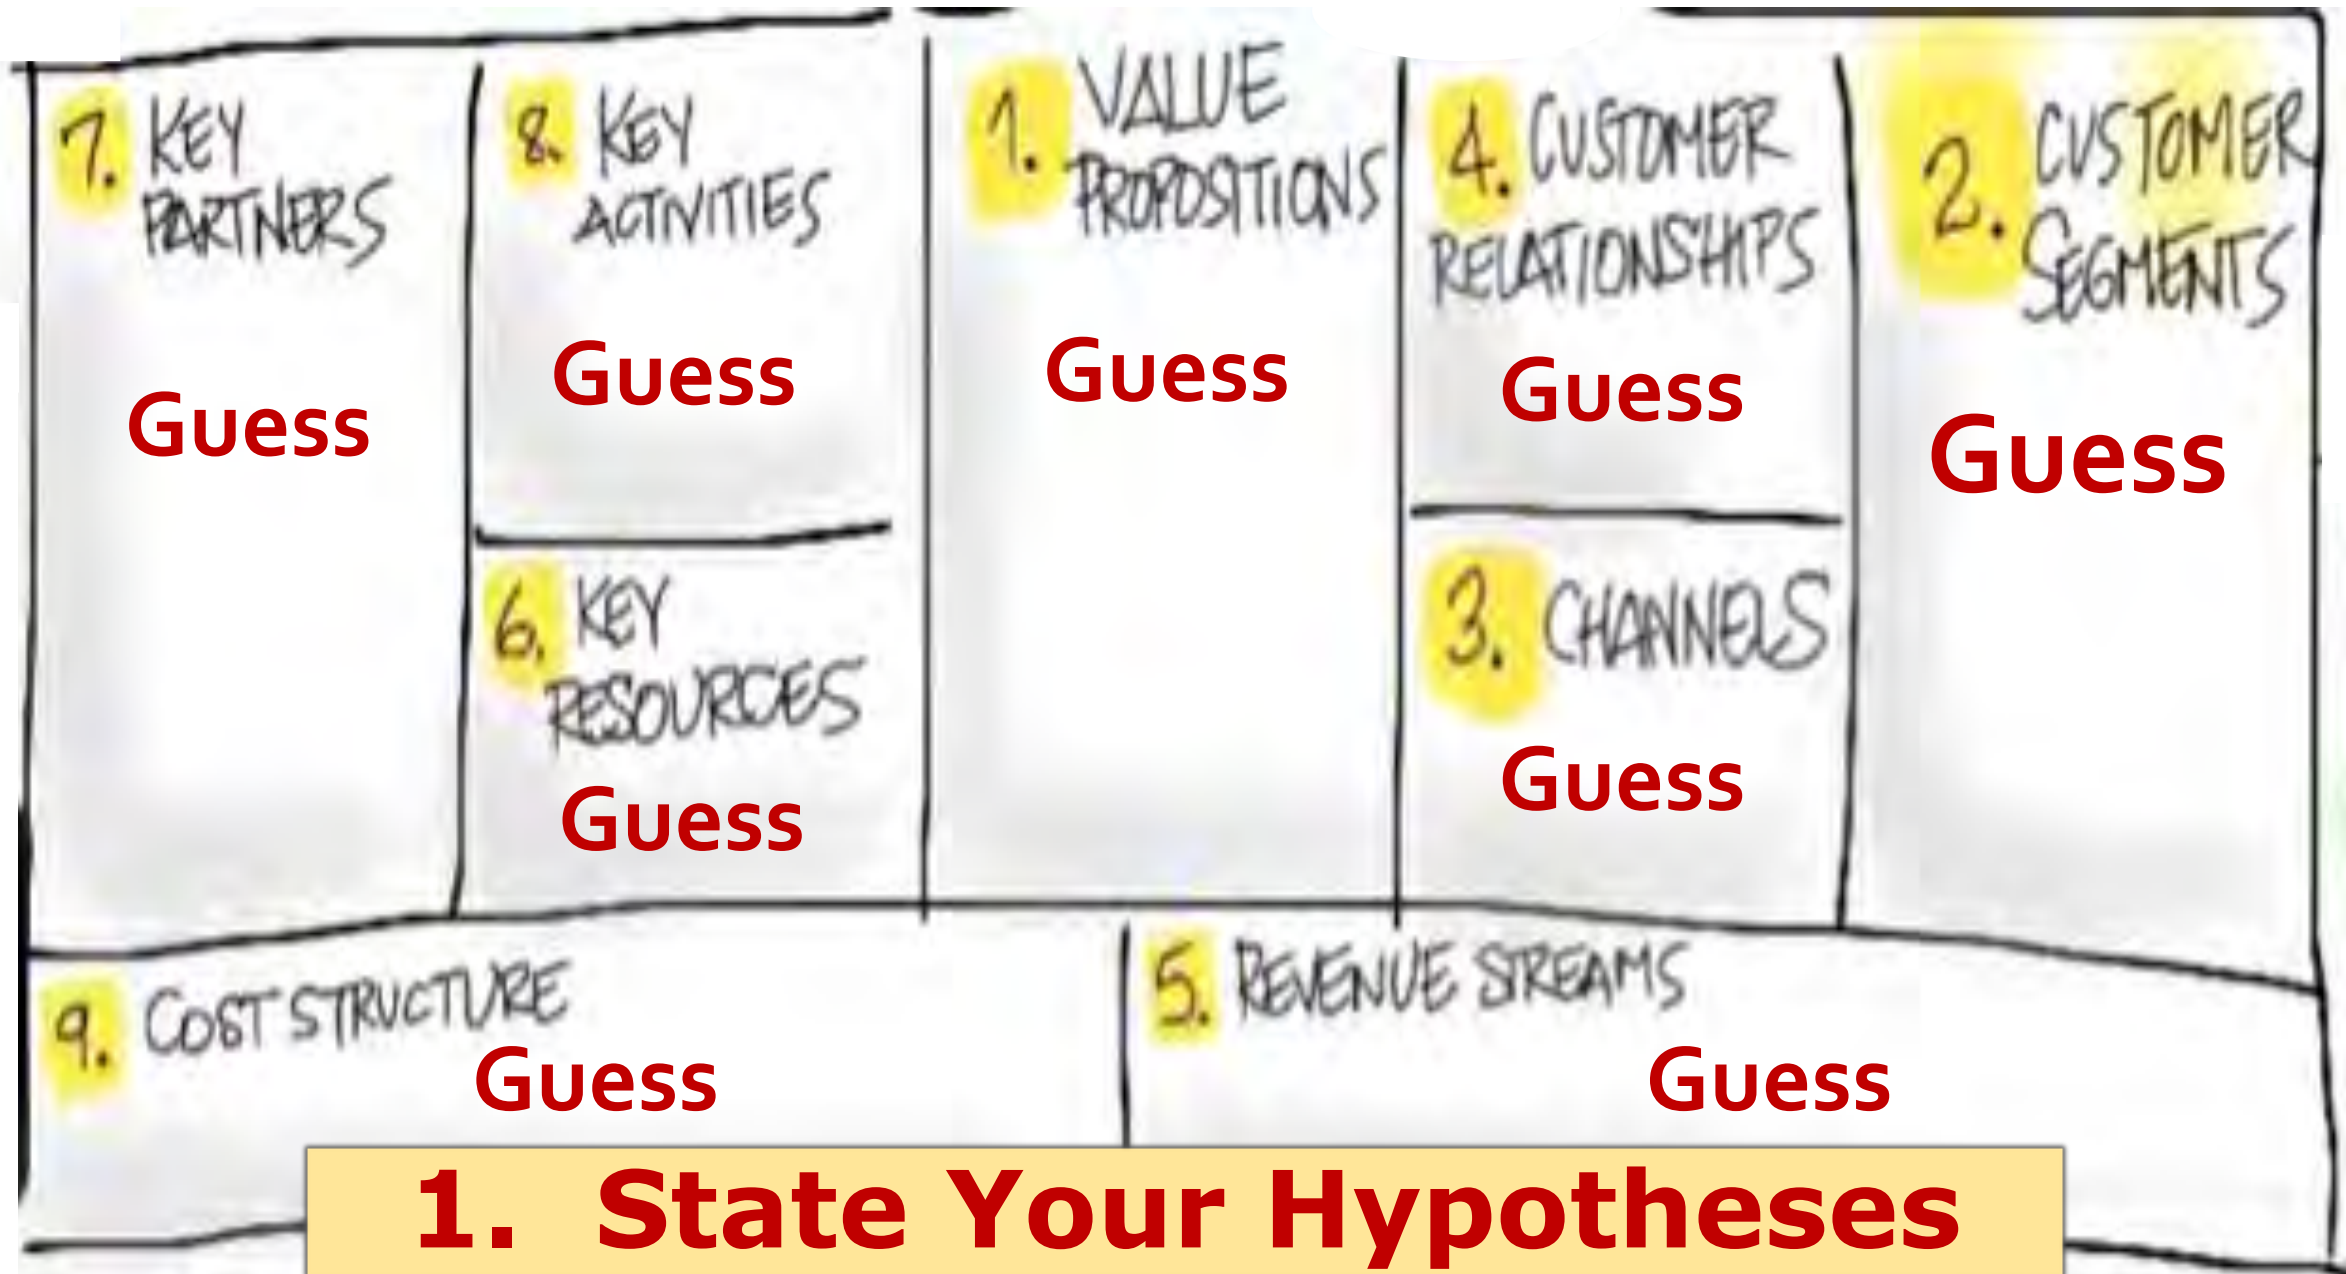 7. KEY
PARTNERS
Guess
8. KEY
ACTIVITIES
Guess
6. KEY
RESOURCES
Guess
1. VALUE
PROPOSITIONS
Guess
4. CUSTOMER
RELATIONSHIPS
Guess
3. CHANNELS
Guess
2. CUSTOMER
SEGMENTS
Guess
9. COST STRUCTURE
Guess
5. REVENUE STREAMS
Guess
1. State Your Hypotheses